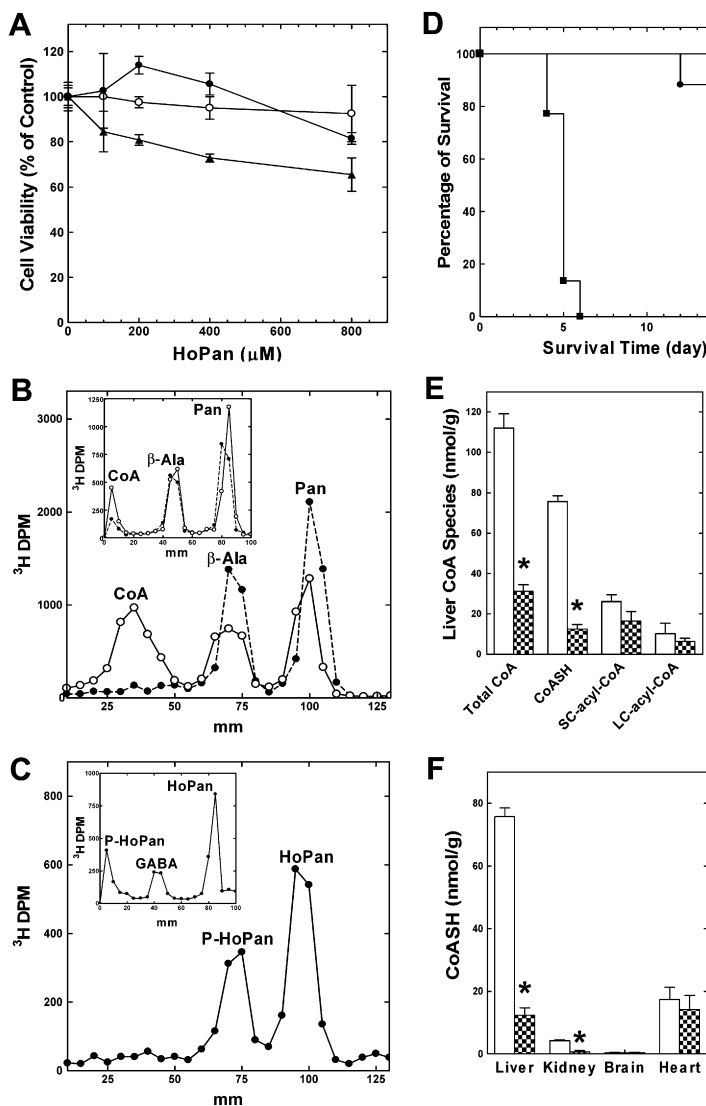 A
Cell Viability (% of Control)
120
100
80
60
40
20
0
0 200 400 600 800
HoPan (µM)
D
Percentage of Survival
100
80
60
40
20
0
0 5 10
Survival Time (day)
B
³H DPM
3000
2000
1000
0
CoA
β-Ala
Pan
25 50 75 100 125
mm
³H DPM
1250
1000
750
500
250
0
CoA
β-Ala
Pan
0 20 40 60 80 100
mm
E
Liver CoA Species (nmol/g)
120
100
80
60
40
20
0
*
*
Total CoA
CoASH
SC-acyl-CoA
LC-acyl-CoA
C
³H DPM
800
600
400
200
0
P-HoPan
HoPan
25 50 75 100 125
mm
³H DPM
1000
750
500
250
0
P-HoPan
GABA
HoPan
0 20 40 60 80 100
mm
F
CoASH (nmol/g)
80
60
40
20
0
*
*
Liver Kidney Brain Heart